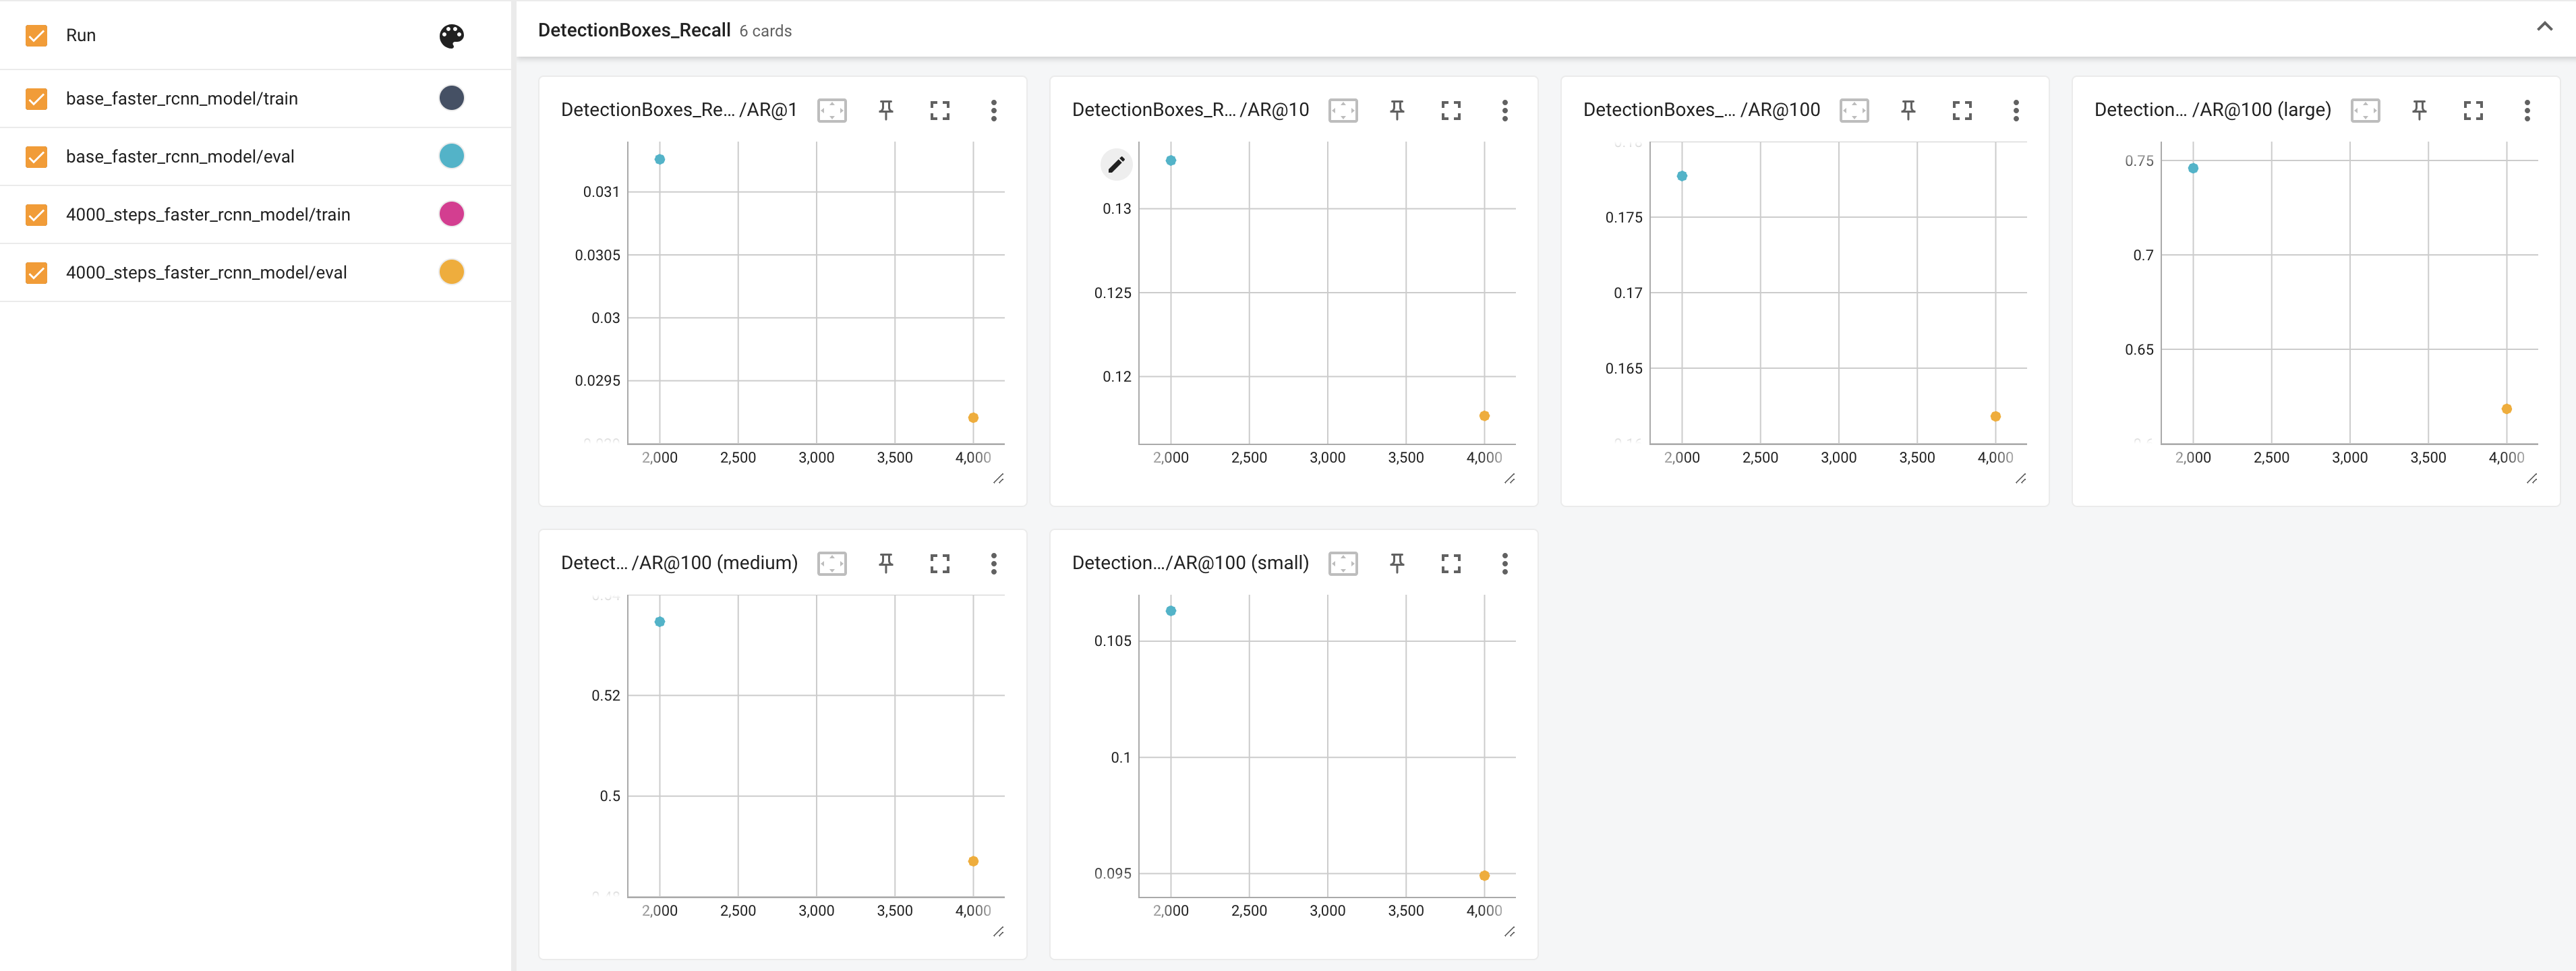 Run
base_faster_rcnn_model/train
base_faster_rcnn_model/eval
4000_steps_faster_rcnn_model/train
4000_steps_faster_rcnn_model/eval
DetectionBoxes_Recall 6 cards
DetectionBoxes_Re... /AR@1
0.031
0.0305
0.03
0.0295
2,000 2,500 3,000 3,500 4,000
DetectionBoxes_R... /AR@10
0.13
0.125
0.12
2,000 2,500 3,000 3,500 4,000
DetectionBoxes_... /AR@100
0.175
0.17
0.165
2,000 2,500 3,000 3,500 4,000
Detection... /AR@100 (large)
0.75
0.7
0.65
2,000 2,500 3,000 3,500 4,000
Detect... /AR@100 (medium)
0.52
0.5
2,000 2,500 3,000 3,500 4,000
Detection.../AR@100 (small)
0.105
0.1
0.095
2,000 2,500 3,000 3,500 4,000